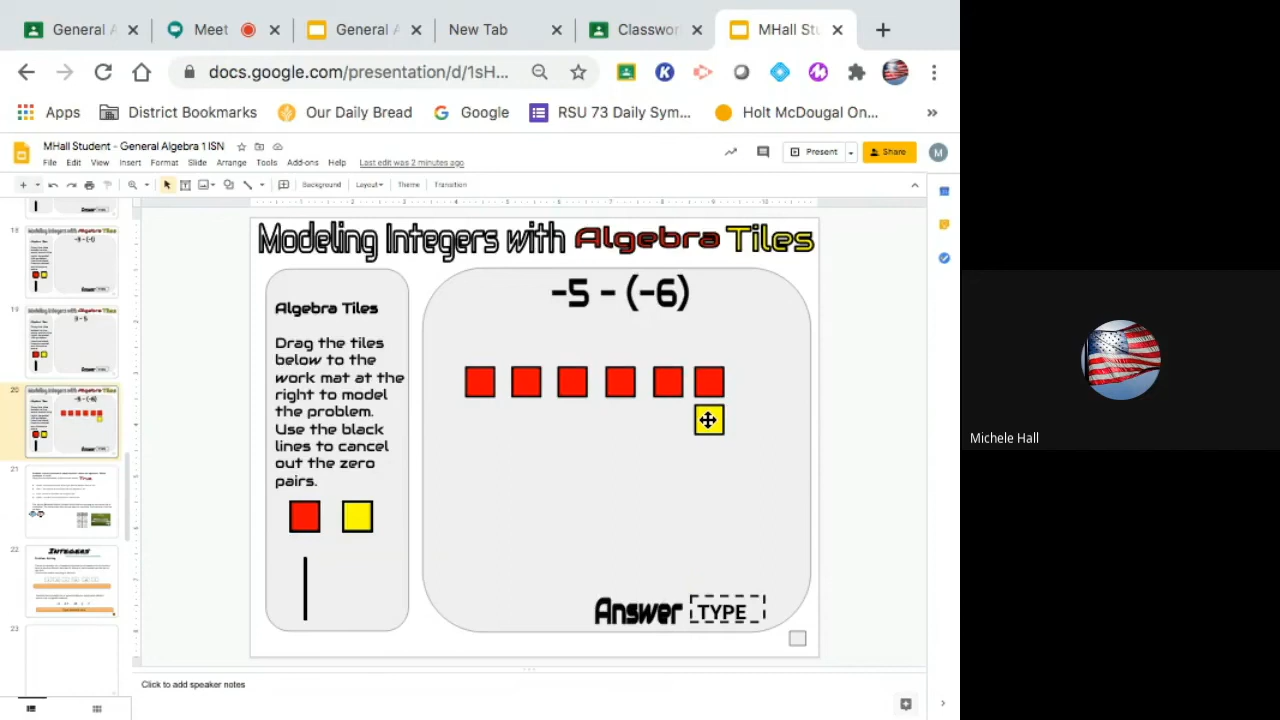 General A
Meet
General A
New Tab
Classwor
MHall Stu
docs.google.com/presentation/d/1sH...
Apps
District Bookmarks
Our Daily Bread
Google
RSU 73 Daily Sym...
Holt McDougal On...
»
MHall Student - General Algebra 1 ISN
File Edit View Insert Format Slide Arrange Tools Add-ons Help Last edit was 2 minutes ago
Present
Share
M
Background Layout Theme Transition
18
19
20
21
22
23
Modeling Integers with Algebra Tiles
Algebra Tiles
Drag the tiles
below to the
work mat at the
right to model
the problem.
Use the black
lines to cancel
out the zero
pairs.
-5 - (-6)
Answer TYPE
Click to add speaker notes
Michele Hall